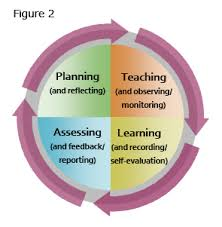 Figure 2
Planning
(and reflecting)
Teaching
(and observing/
monitoring)
Assessing
(and feedback/
reporting)
Learning
(and recording/
self-evaluation)